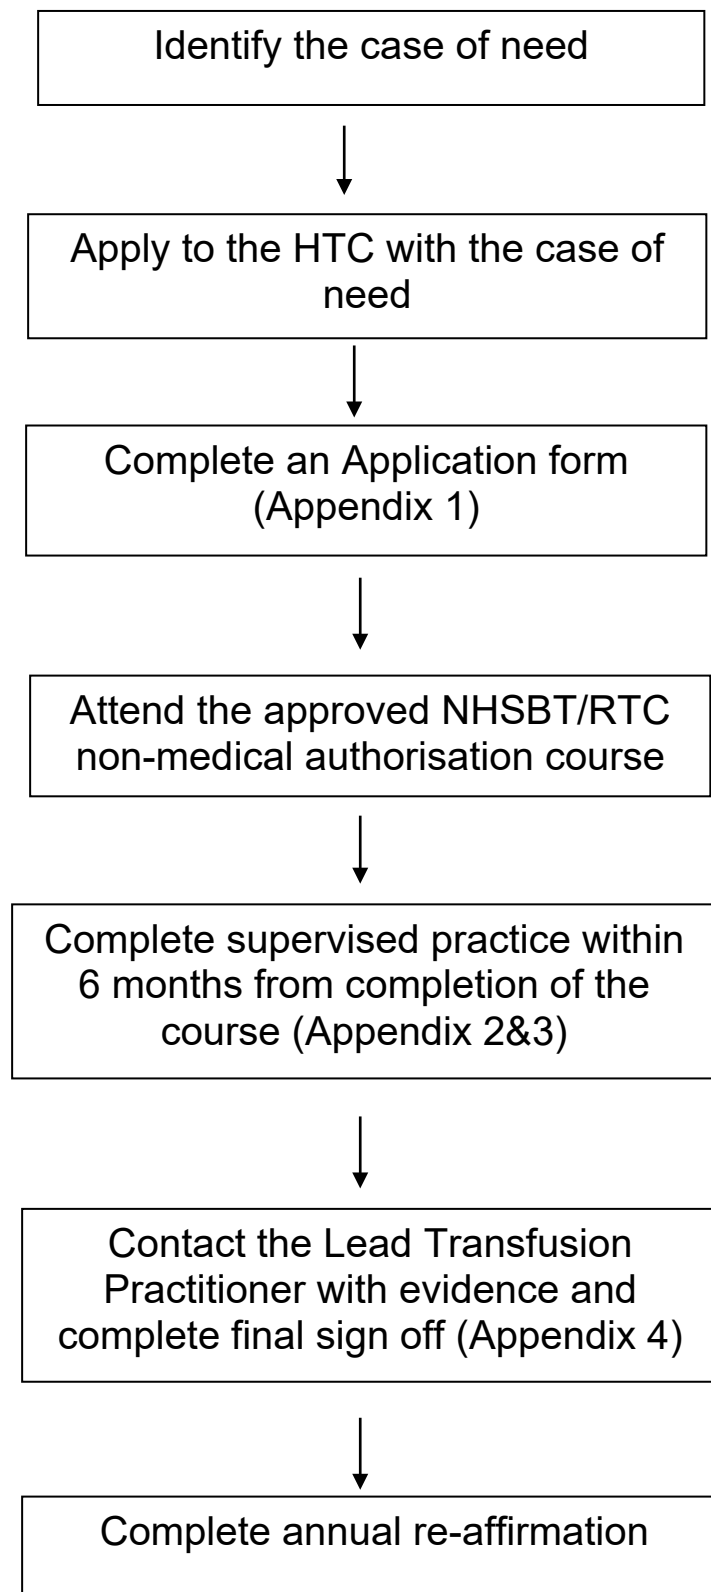 Identify the case of need
Apply to the HTC with the case of
need
Complete an Application form
(Appendix 1)
Attend the approved NHSBT/RTC
non-medical authorisation course
Complete supervised practice within
6 months from completion of the
course (Appendix 2&3)
Contact the Lead Transfusion
Practitioner with evidence and
complete final sign off (Appendix 4)
Complete annual re-affirmation